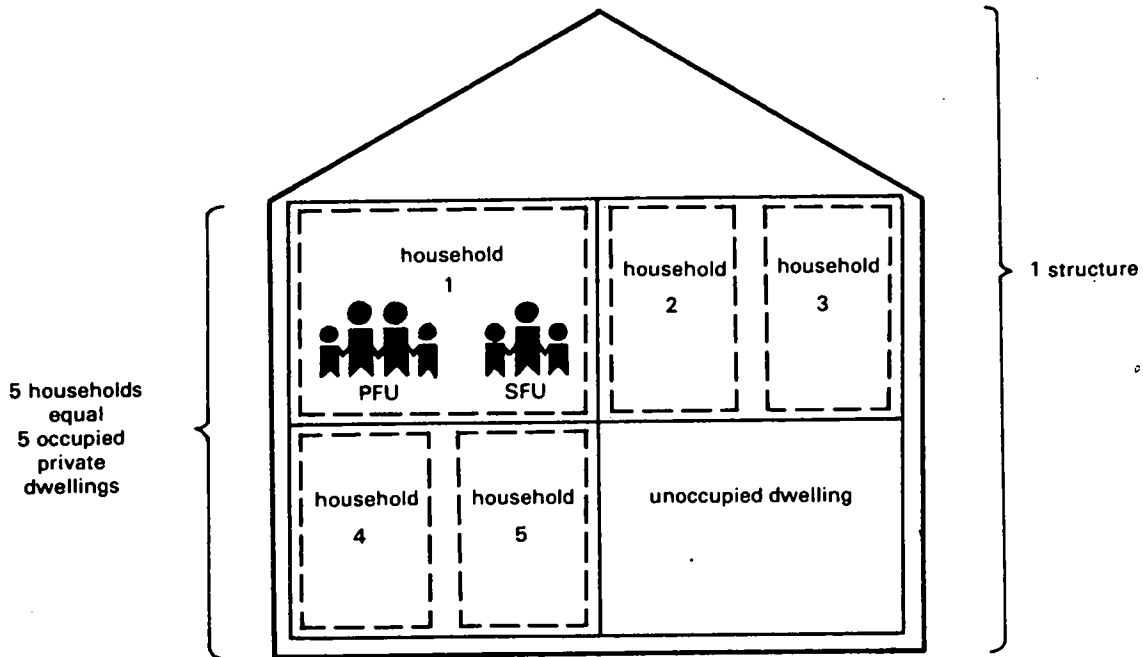 household
1
PFU
SFU
household
2
household
3
1 structure
5 households
equal
5 occupied
private
dwellings
household
4
household
5
unoccupied dwelling